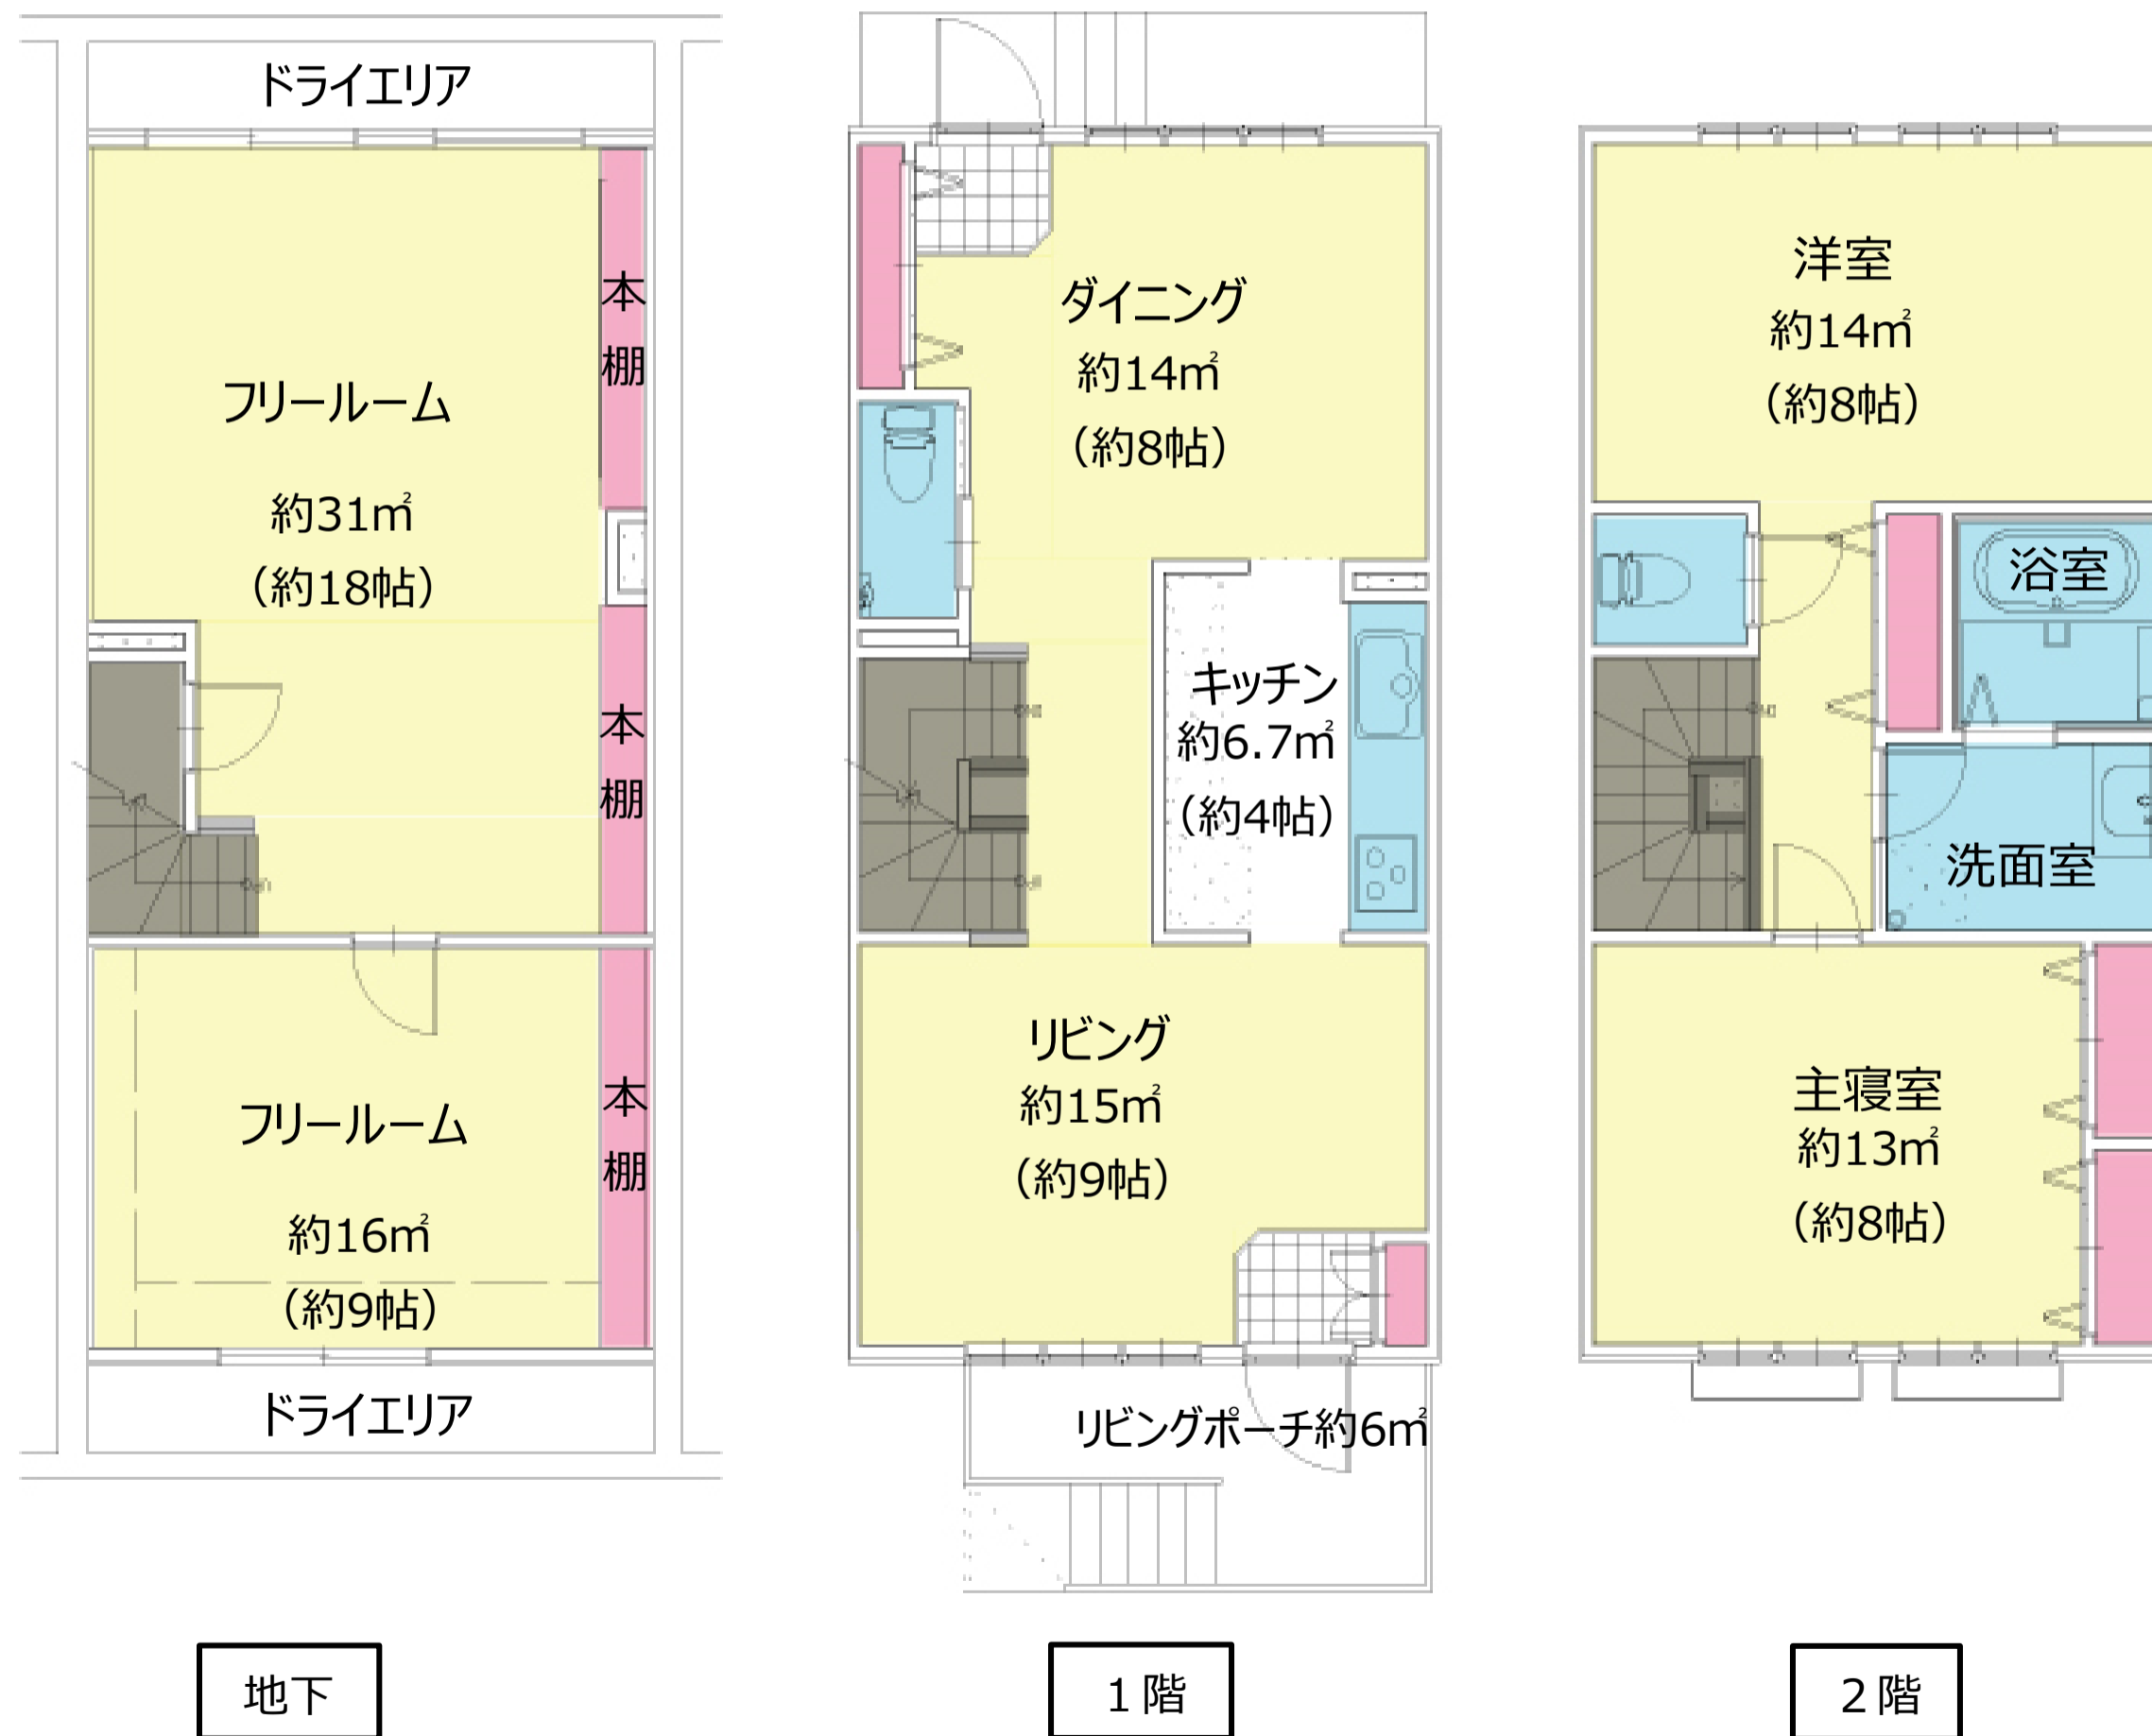 ドライエリア
フリールーム
約31㎡
（約18帖）
本棚
本棚
フリールーム
約16㎡
（約9帖）
本棚
ドライエリア
地下
ダイニング
約14㎡
（約8帖）
キッチン
約6.7㎡
（約4帖）
リビング
約15㎡
（約9帖）
リビングポーチ約6㎡
１階
洋室
約14㎡
（約8帖）
浴室
洗面室
主寝室
約13㎡
（約8帖）
２階